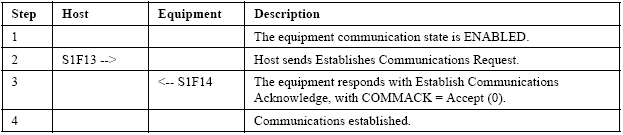 Step Host Equipment Description
1 The equipment communication state is ENABLED.
2 S1F13 --> Host sends Establishes Communications Request.
3 <-- S1F14 The equipment responds with Establish Communications
Acknowledge, with COMMACK = Accept (0).
4 Communications established.